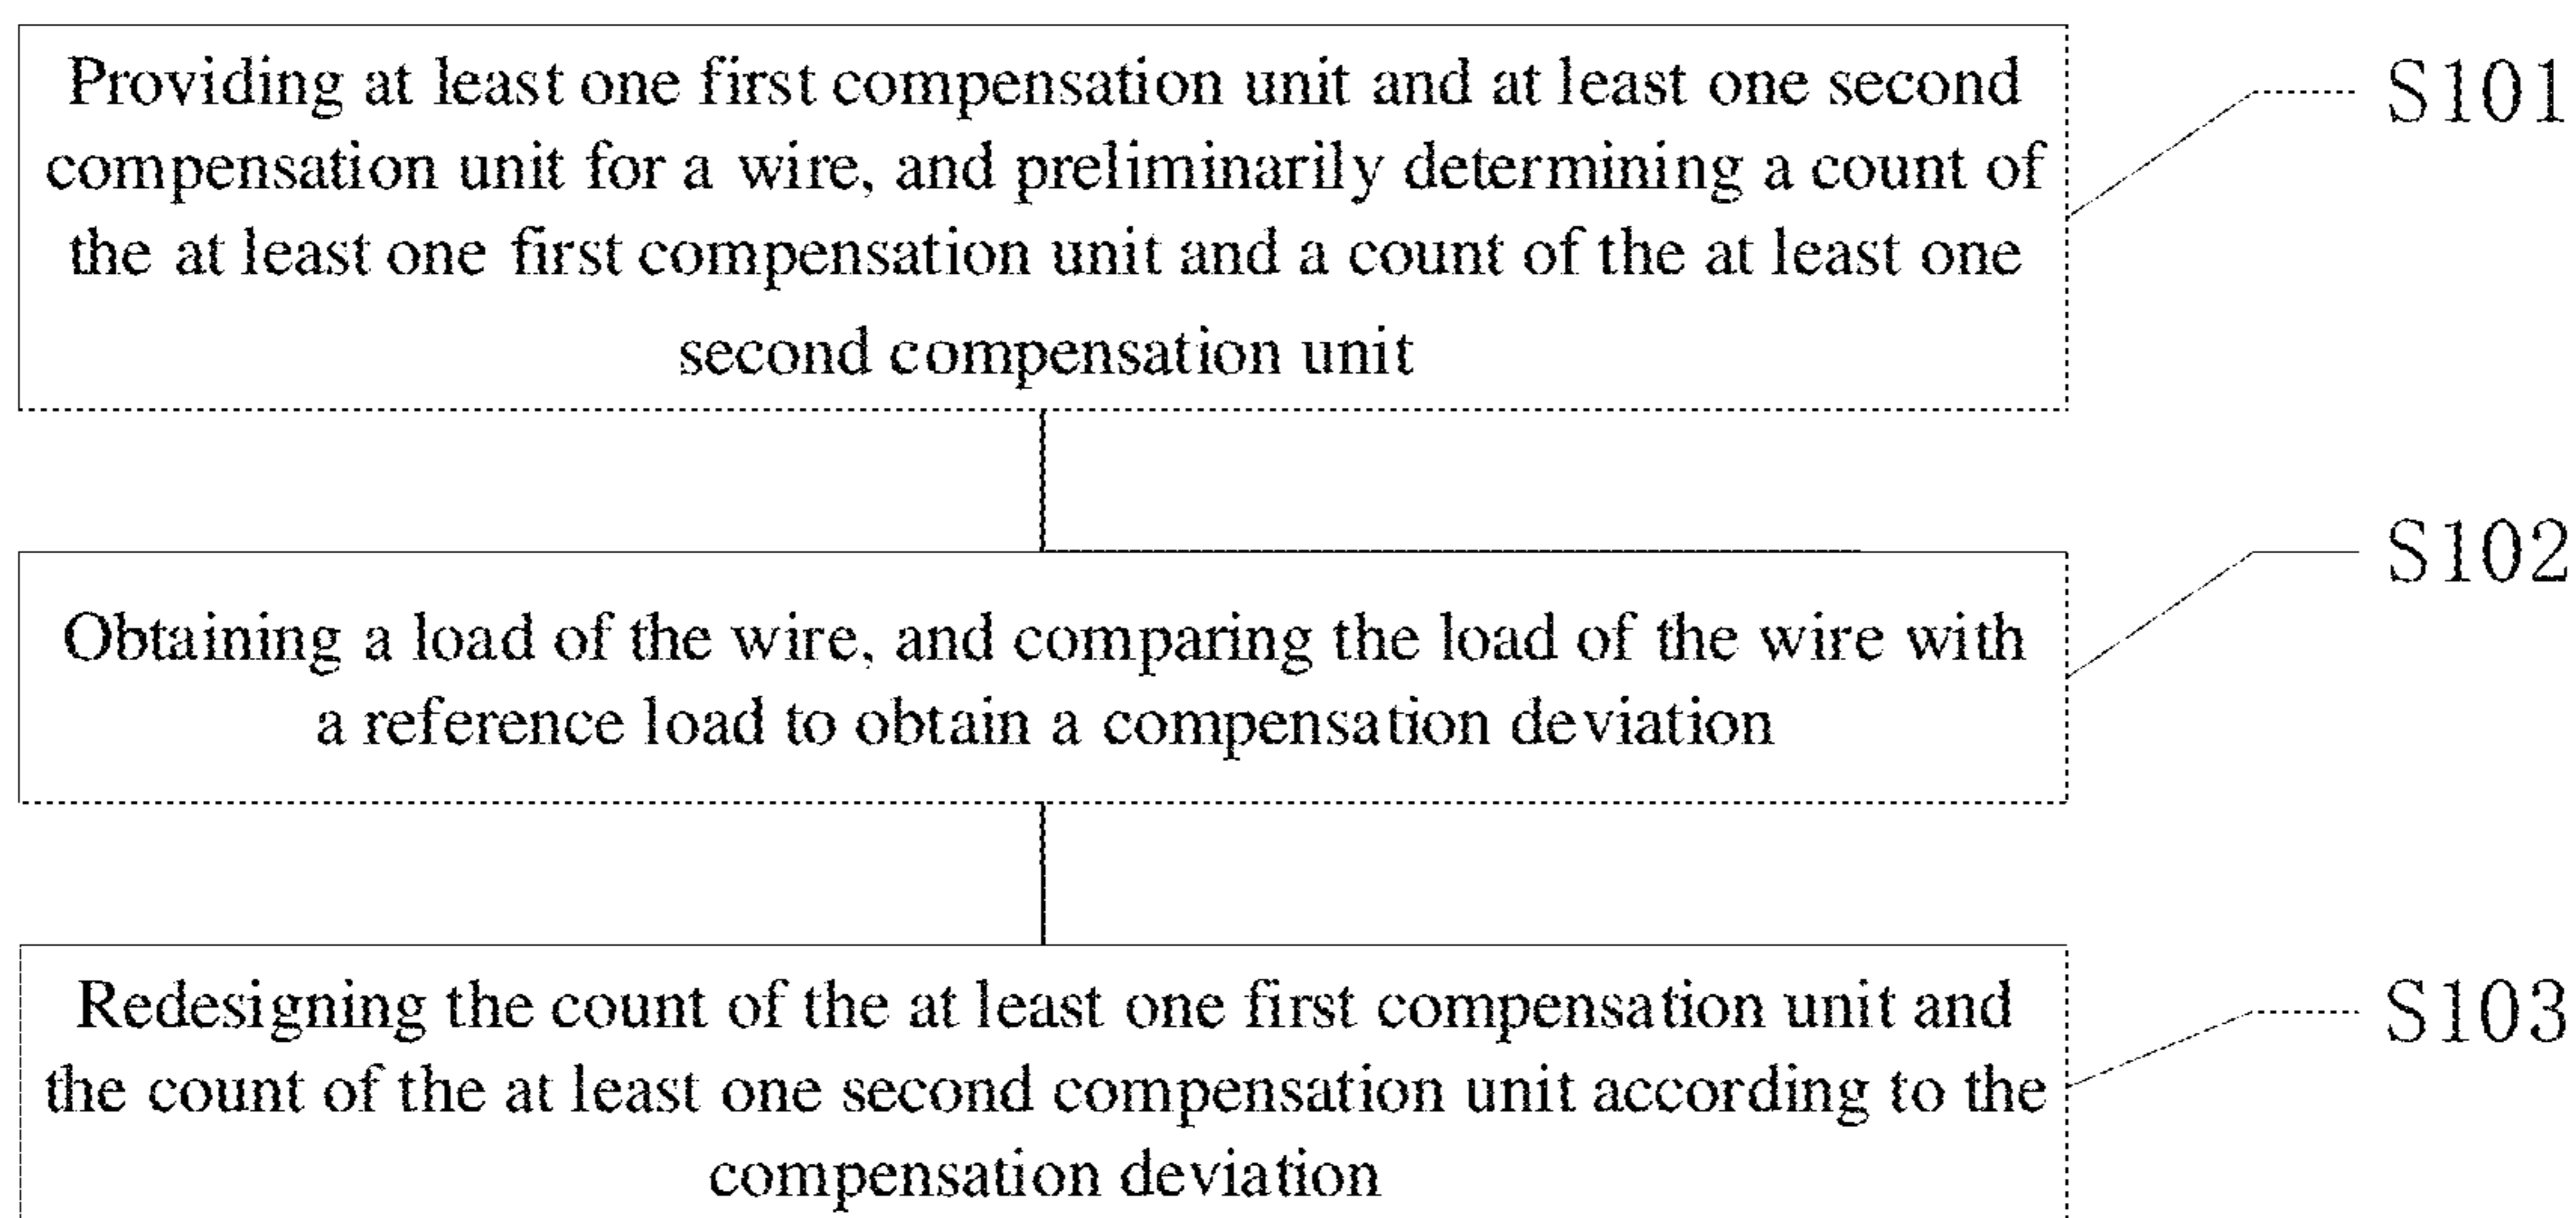 Providing at least one first compensation unit and at least one second
compensation unit for a wire, and preliminarily determining a count of
the at least one first compensation unit and a count of the at least one
second compensation unit
S101
Obtaining a load of the wire, and comparing the load of the wire with
a reference load to obtain a compensation deviation
S102
Redesigning the count of the at least one first compensation unit and
the count of the at least one second compensation unit according to the
compensation deviation
S103